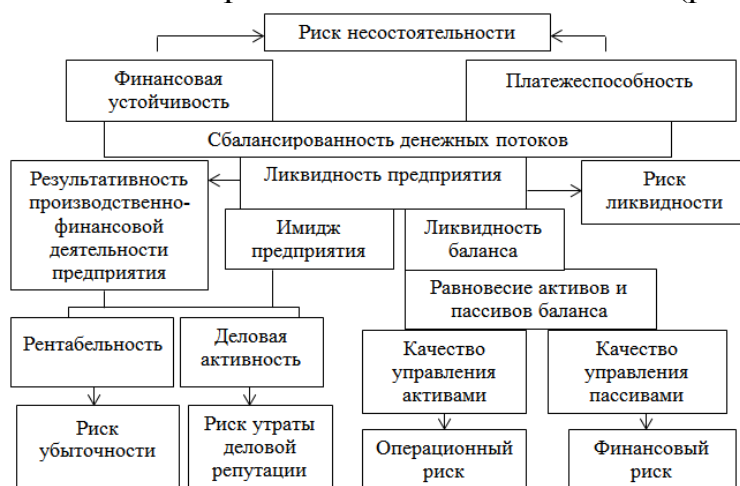 Риск несостоятельности
Финансовая
устойчивость
Платежеспособность
Сбалансированность денежных потоков
Результативность
производственно-
финансовой
деятельности
предприятия
Ликвидность предприятия
Риск
ликвидности
Имидж
предприятия
Ликвидность
баланса
Равновесие активов и
пассивов баланса
Рентабельность
Деловая
активность
Качество
управления
активами
Качество
управления
пассивами
Риск
убыточности
Риск утраты
деловой
репутации
Операционный
риск
Финансовый
риск